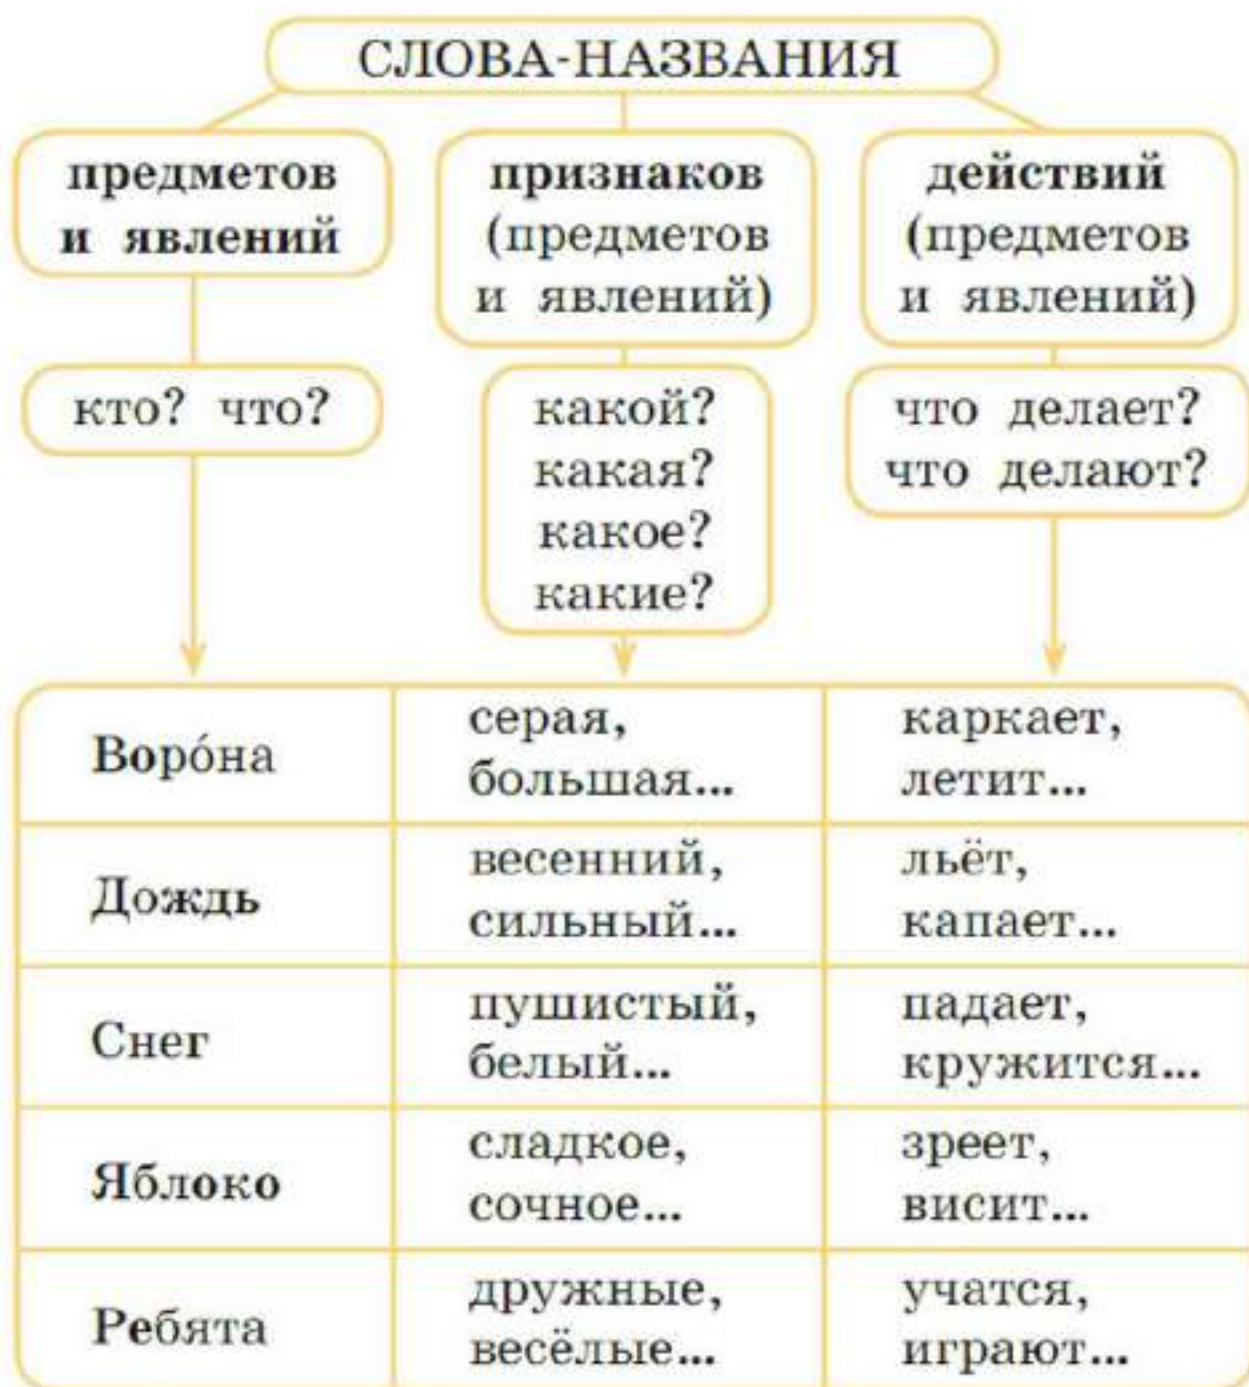 СЛОВА-НАЗВАНИЯ
предметов
и явлений
признаков
(предметов
и явлений)
действий
(предметов
и явлений)
кто? что?
какой?
какая?
какое?
какие?
что делает?
что делают?
Воро́на
серая,
большая...
каркает,
летит...
Дождь
весенний,
сильный...
льёт,
капает...
Снег
пушистый,
белый...
падает,
кружится...
Яблоко
сладкое,
сочное...
зреет,
висит...
Ребята
дружные,
весёлые...
учатся,
играют...